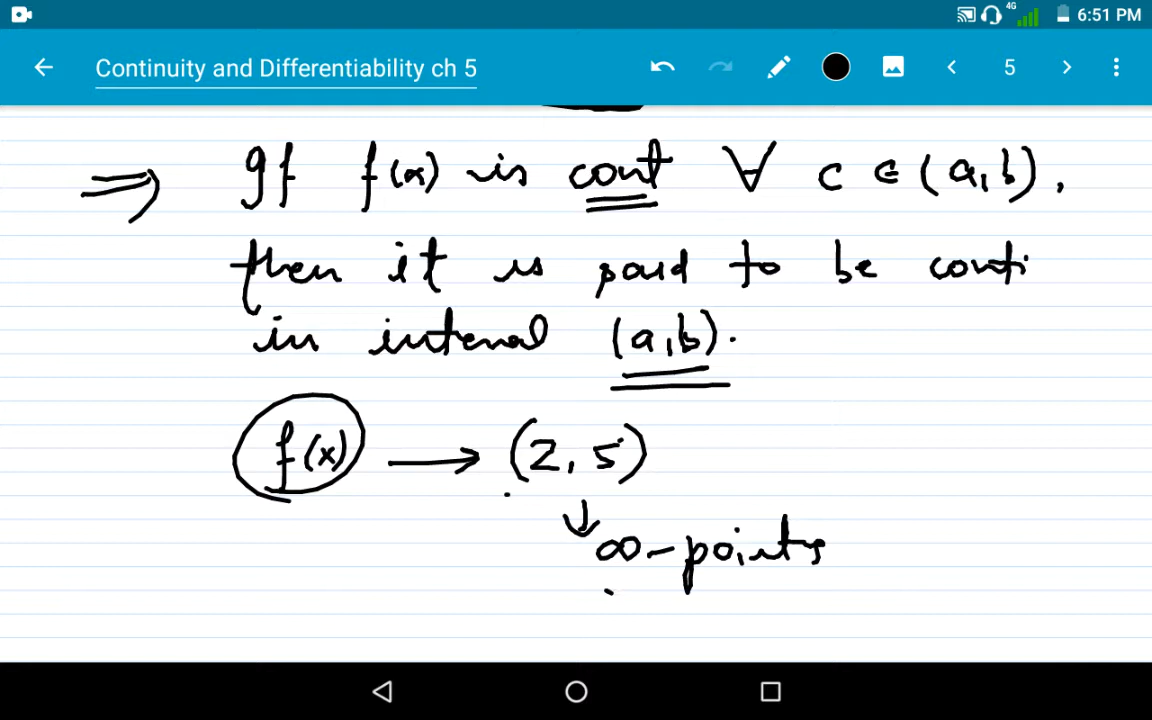 4G 6:51 PM
Continuity and Differentiability ch 5
5
⇒ If f(x) is cont ∀ c ∈ (a,b),
then it is said to be conti
in interval (a,b).
f(x) → (2, 5)
↓
∞-points